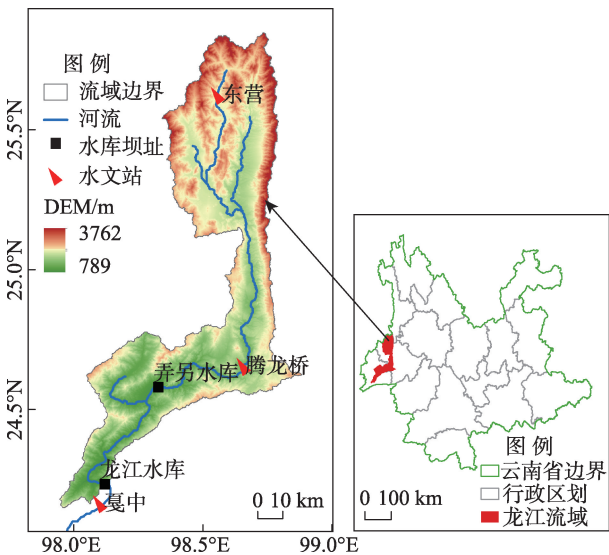 图 例
流域边界
河流
水库坝址
水文站
DEM/m
3762
789
东营
腾龙桥
弄另水库
龙江水库
戛中
0 10 km
25.5°N
25.0°N
24.5°N
98.0°E
98.5°E
99.0°E
图 例
云南省边界
行政区划
龙江流域
0 100 km